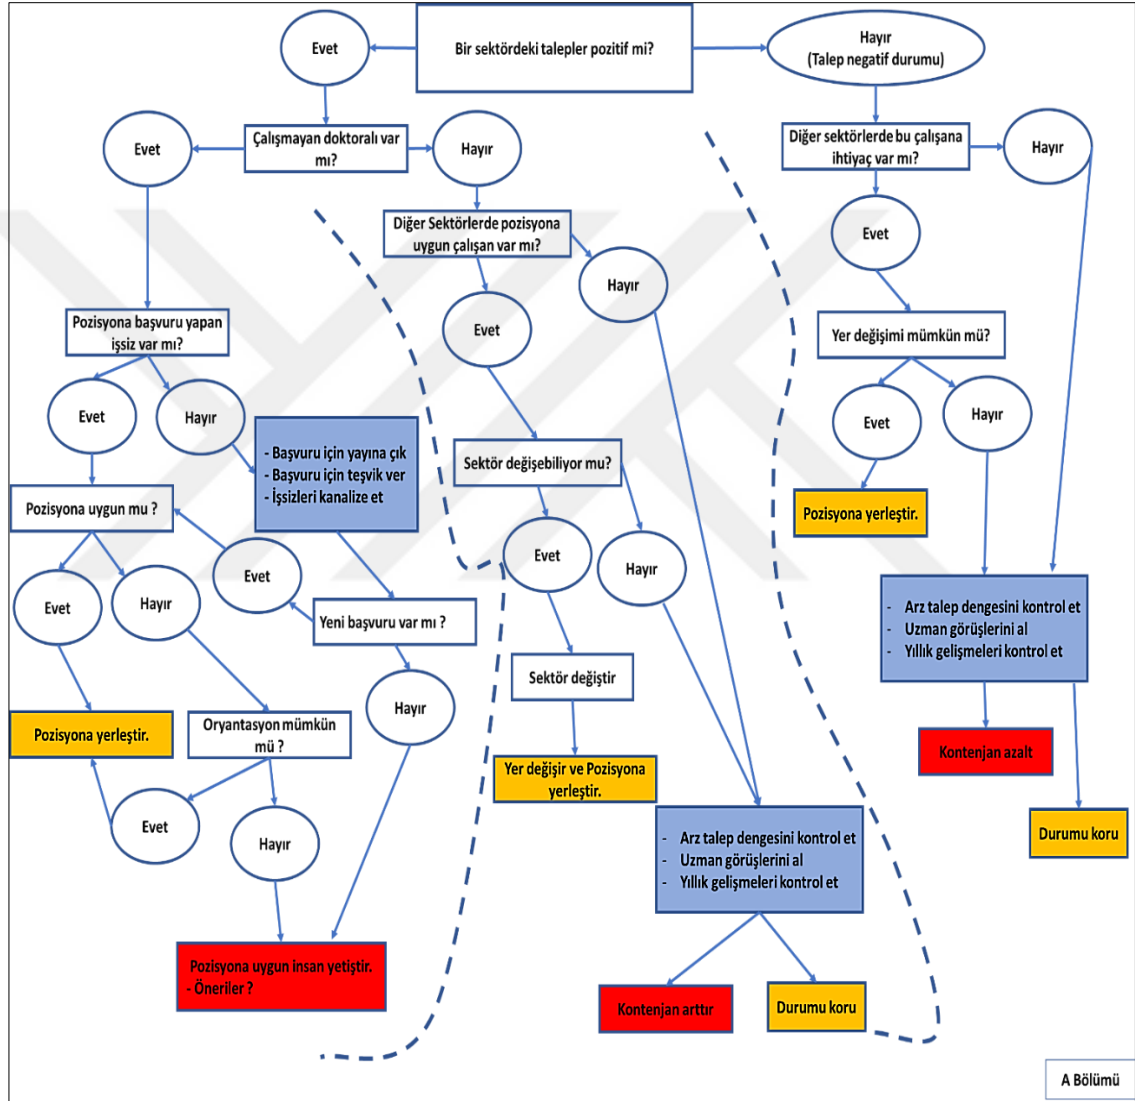 Evet
Bir sektördeki talepler pozitif mi?
Hayır
(Talep negatif durumu)
Evet
Çalışmayan doktoralı var
mı?
Hayır
Diğer sektörlerde bu çalışana
ihtiyaç var mı?
Hayır
Diğer Sektörlerde pozisyona
uygun çalışan var mı?
Hayır
Evet
Pozisyona başvuru yapan
işsiz var mı?
Evet
Yer değişimi mümkün mü?
Evet
Hayır
- Başvuru için yayına çık
- Başvuru için teşvik ver
- İşsizleri kanalize et
Sektör değişebiliyor mu?
Evet
Hayır
Pozisyona uygun mu ?
Pozisyona yerleştir.
Evet
Hayır
Evet
Evet
Hayır
Yeni başvuru var mı ?
- Arz talep dengesini kontrol et
- Uzman görüşlerini al
- Yıllık gelişmeleri kontrol et
Sektör değiştir
Hayır
Pozisyona yerleştir.
Oryantasyon mümkün
mü ?
Kontenjan azalt
Yer değişir ve Pozisyona
yerleştir.
Evet
Hayır
- Arz talep dengesini kontrol et
- Uzman görüşlerini al
- Yıllık gelişmeleri kontrol et
Durumu koru
Pozisyona uygun insan yetiştir.
- Öneriler ?
Kontenjan arttır
Durumu koru
A Bölümü